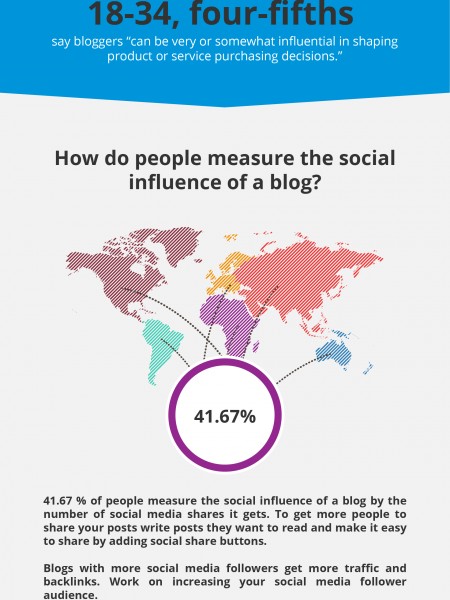 18-34, four-fifths
say bloggers “can be very or somewhat influential in shaping
product or service purchasing decisions.”
How do people measure the social
influence of a blog?
41.67%
41.67 % of people measure the social influence of a blog by the
number of social media shares it gets. To get more people to
share your posts write posts they want to read and make it easy
to share by adding social share buttons.
Blogs with more social media followers get more traffic and
backlinks. Work on increasing your social media follower
audience.